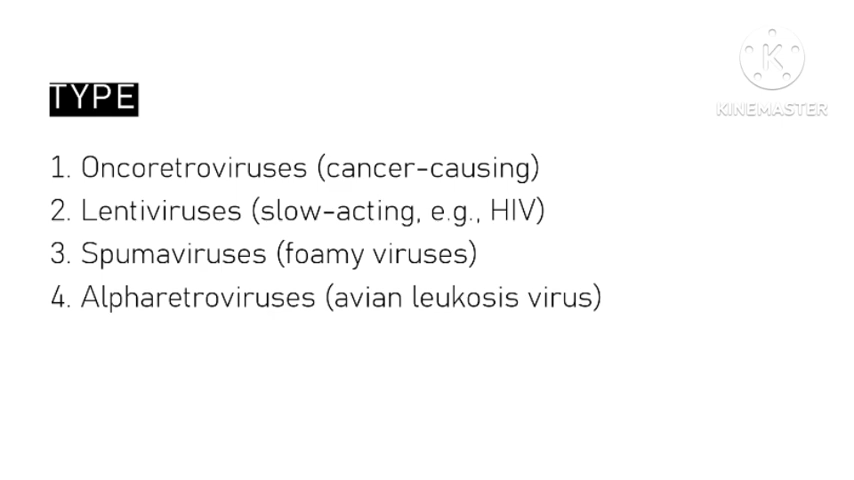 KINEMASTER
TYPE
1. Oncoretroviruses (cancer-causing)
2. Lentiviruses (slow-acting, e.g., HIV)
3. Spumaviruses (foamy viruses)
4. Alpharetroviruses (avian leukosis virus)